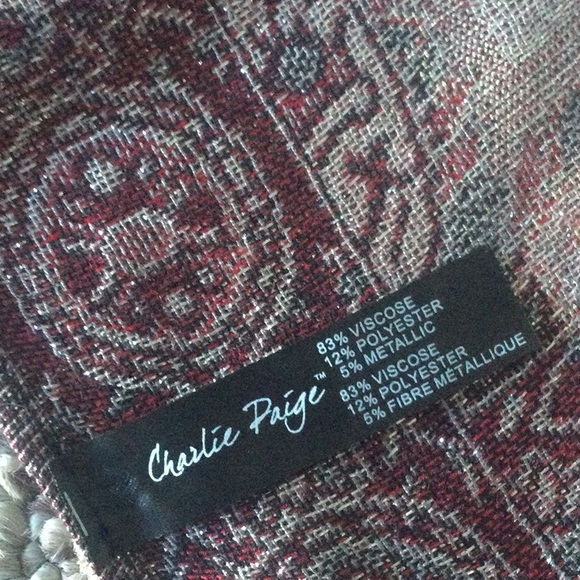 Charlie Paige™
83% VISCOSE
12% POLYESTER
5% METALLIC
83% VISCOSE
12% POLYESTER
5% FIBRE MÉTALLIQUE